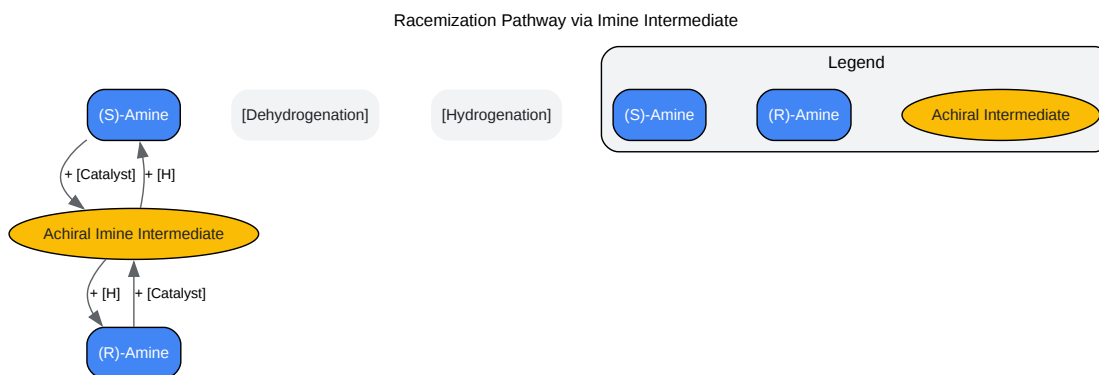 Racemization Pathway via Imine Intermediate
Legend
(S)-Amine
[Dehydrogenation]
[Hydrogenation]
(S)-Amine
(R)-Amine
Achiral Intermediate
+ [Catalyst]
+ [H]
Achiral Imine Intermediate
+ [H]
+ [Catalyst]
(R)-Amine